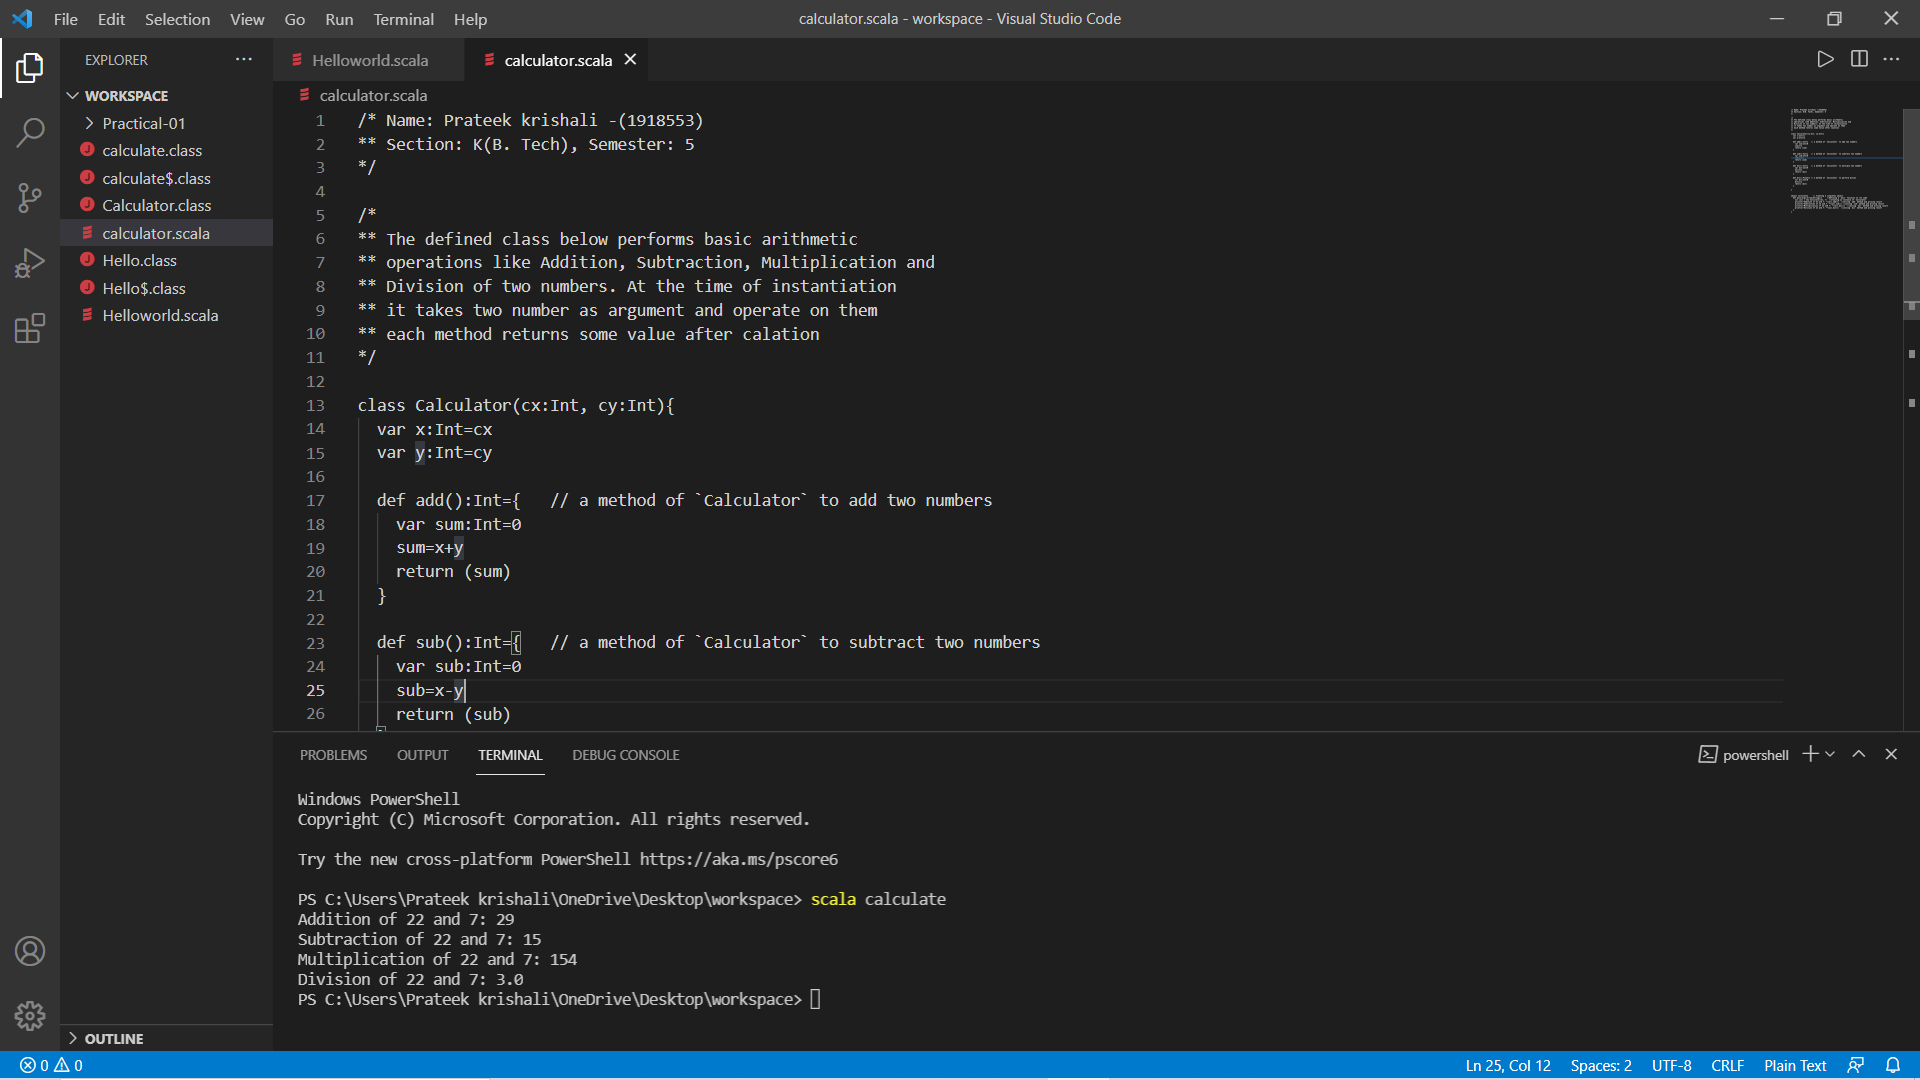 File Edit Selection View Go Run Terminal Help
calculator.scala - workspace - Visual Studio Code
EXPLORER
WORKSPACE
Practical-01
calculate.class
calculate$.class
Calculator.class
calculator.scala
Hello.class
Hello$.class
Helloworld.scala
OUTLINE
Helloworld.scala
calculator.scala
calculator.scala
1 /* Name: Prateek krishali -(1918553)
2 ** Section: K(B. Tech), Semester: 5
3 */
4
5 /*
6 ** The defined class below performs basic arithmetic
7 ** operations like Addition, Subtraction, Multiplication and
8 ** Division of two numbers. At the time of instantiation
9 ** it takes two number as argument and operate on them
10 ** each method returns some value after calation
11 */
12
13 class Calculator(cx:Int, cy:Int){
14 var x:Int=cx
15 var y:Int=cy
16
17 def add():Int={ // a method of `Calculator` to add two numbers
18 var sum:Int=0
19 sum=x+y
20 return (sum)
21 }
22
23 def sub():Int={ // a method of `Calculator` to subtract two numbers
24 var sub:Int=0
25 sub=x-y
26 return (sub)
PROBLEMS OUTPUT TERMINAL DEBUG CONSOLE
powershell
Windows PowerShell
Copyright (C) Microsoft Corporation. All rights reserved.
Try the new cross-platform PowerShell https://aka.ms/pscore6
PS C:\Users\Prateek krishali\OneDrive\Desktop\workspace> scala calculate
Addition of 22 and 7: 29
Subtraction of 22 and 7: 15
Multiplication of 22 and 7: 154
Division of 22 and 7: 3.0
PS C:\Users\Prateek krishali\OneDrive\Desktop\workspace>
0 0
Ln 25, Col 12 Spaces: 2 UTF-8 CRLF Plain Text